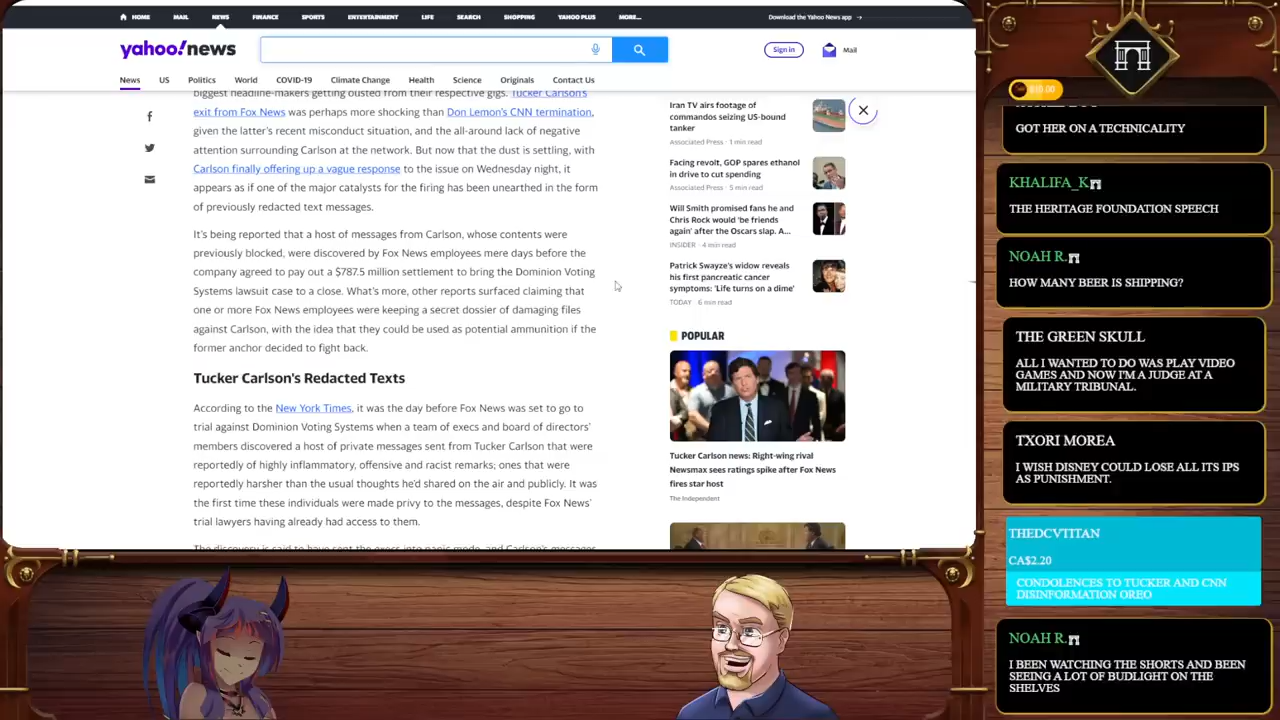 HOME MAIL NEWS FINANCE SPORTS ENTERTAINMENT LIFE SEARCH SHOPPING YAHOO PLUS MORE... Download the Yahoo News app →
yahoo!news
Sign in
Mail
News US Politics World COVID-19 Climate Change Health Science Originals Contact Us
biggest headline-makers getting ousted from their respective gigs. Tucker Carlson's
exit from Fox News was perhaps more shocking than Don Lemon's CNN termination,
given the latter's recent misconduct situation, and the all-around lack of negative
attention surrounding Carlson at the network. But now that the dust is settling, with
Carlson finally offering up a vague response to the issue on Wednesday night, it
appears as if one of the major catalysts for the firing has been unearthed in the form
of previously redacted text messages.
It's being reported that a host of messages from Carlson, whose contents were
previously blocked, were discovered by Fox News employees mere days before the
company agreed to pay out a $787.5 million settlement to bring the Dominion Voting
Systems lawsuit case to a close. What's more, other reports surfaced claiming that
one or more Fox News employees were keeping a secret dossier of damaging files
against Carlson, with the idea that they could be used as potential ammunition if the
former anchor decided to fight back.
Tucker Carlson's Redacted Texts
According to the New York Times, it was the day before Fox News was set to go to
trial against Dominion Voting Systems when a team of execs and board of directors'
members discovered a host of private messages sent from Tucker Carlson that were
reportedly of highly inflammatory, offensive and racist remarks; ones that were
reportedly harsher than the usual thoughts he'd shared on the air and publicly. It was
the first time these individuals were made privy to the messages, despite Fox News'
trial lawyers having already had access to them.
The discovery is said to have sent the execs into panic mode, and Carlson's messages
Iran TV airs footage of
commandos seizing US-bound
tanker
Associated Press · 1 min read
Facing revolt, GOP spares ethanol
in drive to cut spending
Associated Press · 5 min read
Will Smith promised fans he and
Chris Rock would 'be friends
again' after the Oscars slap. A...
INSIDER · 4 min read
Patrick Swayze's widow reveals
his first pancreatic cancer
symptoms: 'Life turns on a dime'
TODAY · 6 min read
POPULAR
Tucker Carlson news: Right-wing rival
Newsmax sees ratings spike after Fox News
fires star host
The Independent
$10.00
GOT HER ON A TECHNICALITY
KHALIFA_K
THE HERITAGE FOUNDATION SPEECH
NOAH R.
HOW MANY BEER IS SHIPPING?
THE GREEN SKULL
ALL I WANTED TO DO WAS PLAY VIDEO
GAMES AND NOW I'M A JUDGE AT A
MILITARY TRIBUNAL.
TXORI MOREA
I WISH DISNEY COULD LOSE ALL ITS IPS
AS PUNISHMENT.
THEDCVTITAN
CA$2.20
CONDOLENCES TO TUCKER AND CNN
DISINFORMATION OREO
NOAH R.
I BEEN WATCHING THE SHORTS AND BEEN
SEEING A LOT OF BUDLIGHT ON THE
SHELVES